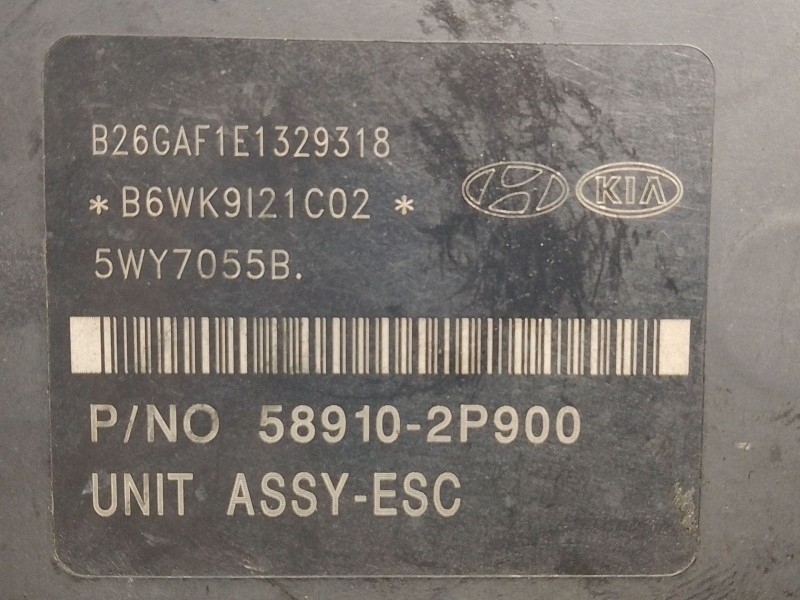 B26GAF1E1329318
*B6WK9I21C02 *
KIA
5WY7055B.
P/NO 58910-2P900
UNIT ASSY-ESC